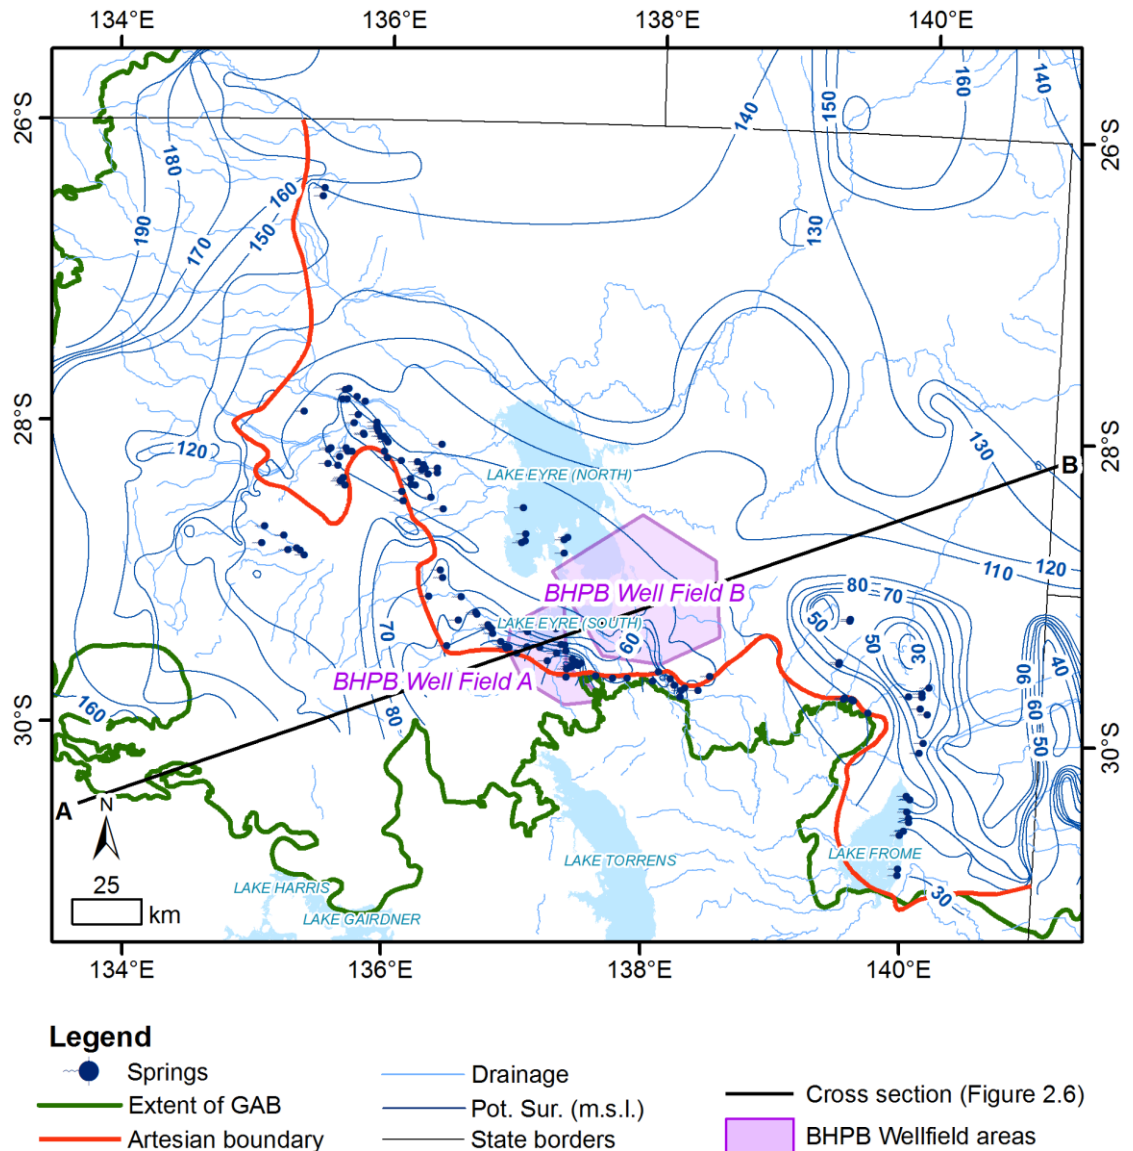 134°E 136°E 138°E 140°E
26°S
26°S
160 140
150
140
180
160
190 170 150
130
28°S
28°S
120
130
LAKE EYRE (NORTH)
B
120
110
BHPB Well Field B
80 70
LAKE EYRE (SOUTH)
50
70 60 50 30 40
BHPB Well Field A
90
60
50
160 80
30°S
30°S
A
N
25
km
LAKE TORRENS
LAKE FROME
LAKE HARRIS
LAKE GAIRDNER
30
134°E 136°E 138°E 140°E
Legend
Springs
Extent of GAB
Artesian boundary
Drainage
Pot. Sur. (m.s.l.)
State borders
Cross section (Figure 2.6)
BHPB Wellfield areas